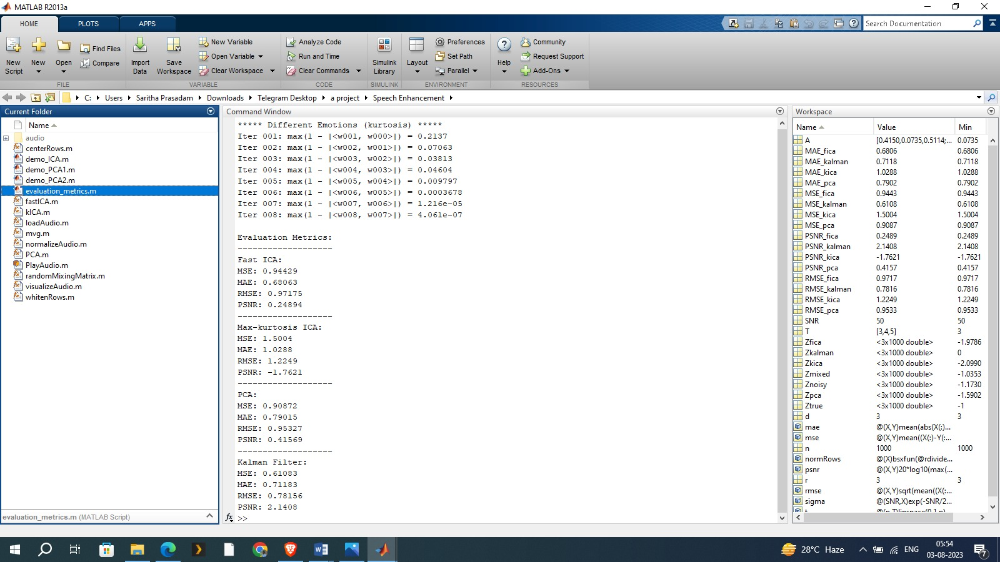 MATLAB R2013a
HOME
PLOTS
APPS
Search Documentation
New Script
New
Open
Find Files
Compare
FILE
Import Data
Save Workspace
New Variable
Open Variable
Clear Workspace
VARIABLE
Analyze Code
Run and Time
Clear Commands
CODE
Simulink Library
SIMULINK
Layout
Preferences
Set Path
Parallel
ENVIRONMENT
Help
Community
Request Support
Add-Ons
RESOURCES
C: Users Saritha Prasadam Downloads Telegram Desktop a project Speech Enhancement
Current Folder
Name
audio
centerRows.m
demo_ICA.m
demo_PCA1.m
demo_PCA2.m
evaluation_metrics.m
fastICA.m
kICA.m
loadAudio.m
mvg.m
normalizeAudio.m
PCA.m
PlayAudio.m
randomMixingMatrix.m
visualizeAudio.m
whitenRows.m
evaluation_metrics.m (MATLAB Script)
Command Window
***** Different Emotions (kurtosis) *****
Iter 001: max(1 - |<w001, w000>|) = 0.2137
Iter 002: max(1 - |<w002, w001>|) = 0.07063
Iter 003: max(1 - |<w003, w002>|) = 0.03813
Iter 004: max(1 - |<w004, w003>|) = 0.04604
Iter 005: max(1 - |<w005, w004>|) = 0.009797
Iter 006: max(1 - |<w006, w005>|) = 0.0003678
Iter 007: max(1 - |<w007, w006>|) = 1.216e-05
Iter 008: max(1 - |<w008, w007>|) = 4.061e-07
Evaluation Metrics:
-------------------
Fast ICA:
MSE: 0.94429
MAE: 0.68063
RMSE: 0.97175
PSNR: 0.24894
-------------------
Max-kurtosis ICA:
MSE: 1.5004
MAE: 1.0288
RMSE: 1.2249
PSNR: -1.7621
-------------------
PCA:
MSE: 0.90872
MAE: 0.79015
RMSE: 0.95327
PSNR: 0.41569
-------------------
Kalman Filter:
MSE: 0.61083
MAE: 0.71183
RMSE: 0.78156
PSNR: 2.1408
fx >>
Workspace
Name Value Min
A [0.4150,0.0735,0.5114;... 0.0735
MAE_fica 0.6806 0.6806
MAE_kalman 0.7118 0.7118
MAE_kica 1.0288 1.0288
MAE_pca 0.7902 0.7902
MSE_fica 0.9443 0.9443
MSE_kalman 0.6108 0.6108
MSE_kica 1.5004 1.5004
MSE_pca 0.9087 0.9087
PSNR_fica 0.2489 0.2489
PSNR_kalman 2.1408 2.1408
PSNR_kica -1.7621 -1.7621
PSNR_pca 0.4157 0.4157
RMSE_fica 0.9717 0.9717
RMSE_kalman 0.7816 0.7816
RMSE_kica 1.2249 1.2249
RMSE_pca 0.9533 0.9533
SNR 50 50
T [3,4,5] 3
Zfica <3x1000 double> -1.9786
Zkalman <3x1000 double> 0
Zkica <3x1000 double> -2.0990
Zmixed <3x1000 double> -1.0353
Znoisy <3x1000 double> -1.1730
Zpca <3x1000 double> -1.5902
Ztrue <3x1000 double> -1
d 3 3
mae @(X,Y)mean(abs(X(:)...
mse @(X,Y)mean((X(:)-Y(:...
n 1000 1000
normRows @(X)bsxfun(@rdivide...
psnr @(X,Y)20*log10(max(...
r 3 3
rmse @(X,Y)sqrt(mean((X(:...
sigma @(SNR,X)exp(-SNR/2...
28°C Haze
ENG
05:54
03-08-2023
7